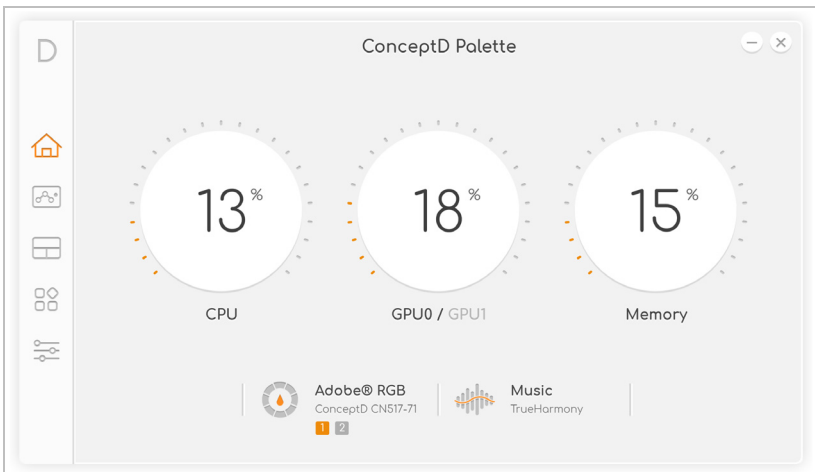 D
ConceptD Palette
13%
18%
15%
CPU
GPU0 / GPU1
Memory
Adobe® RGB
ConceptD CN517-71
1 2
Music
TrueHarmony